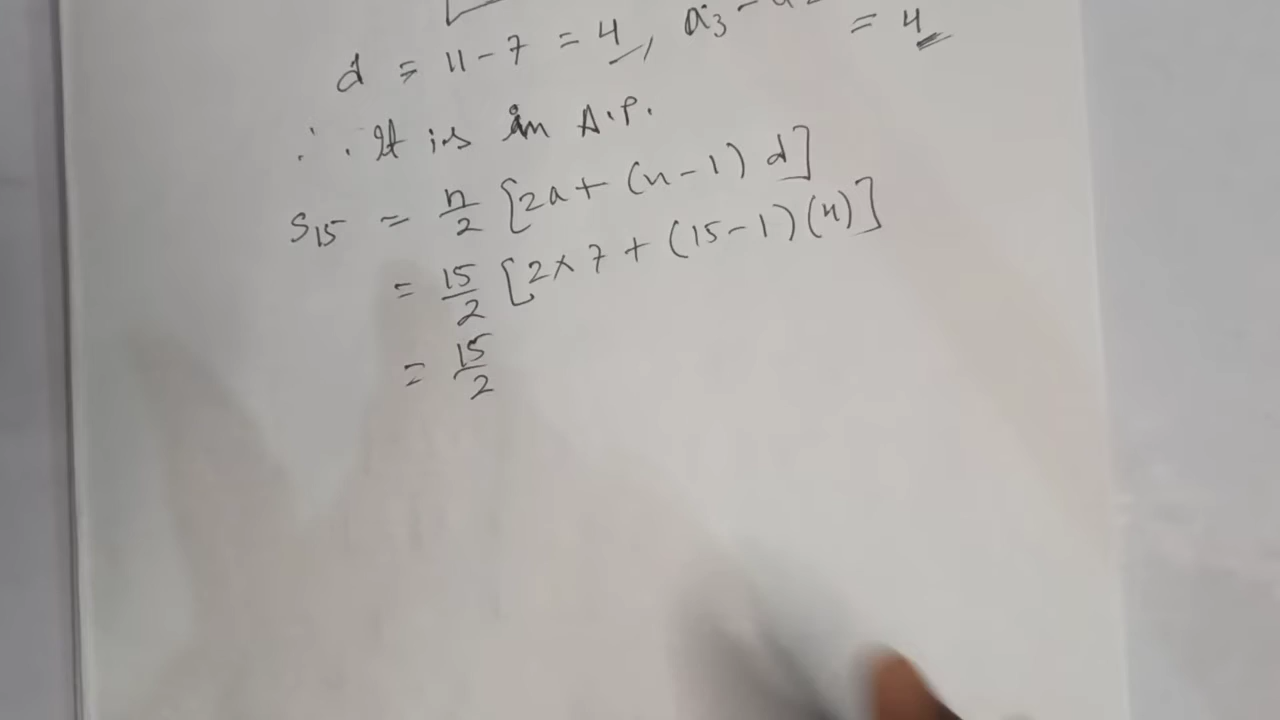 d = 11 - 7 = 4, a3 - = 4
∴ It is in A.P.
S15 = n/2 [2a + (n - 1) d]
= 15/2 [2 × 7 + (15 - 1)(4)]
= 15/2